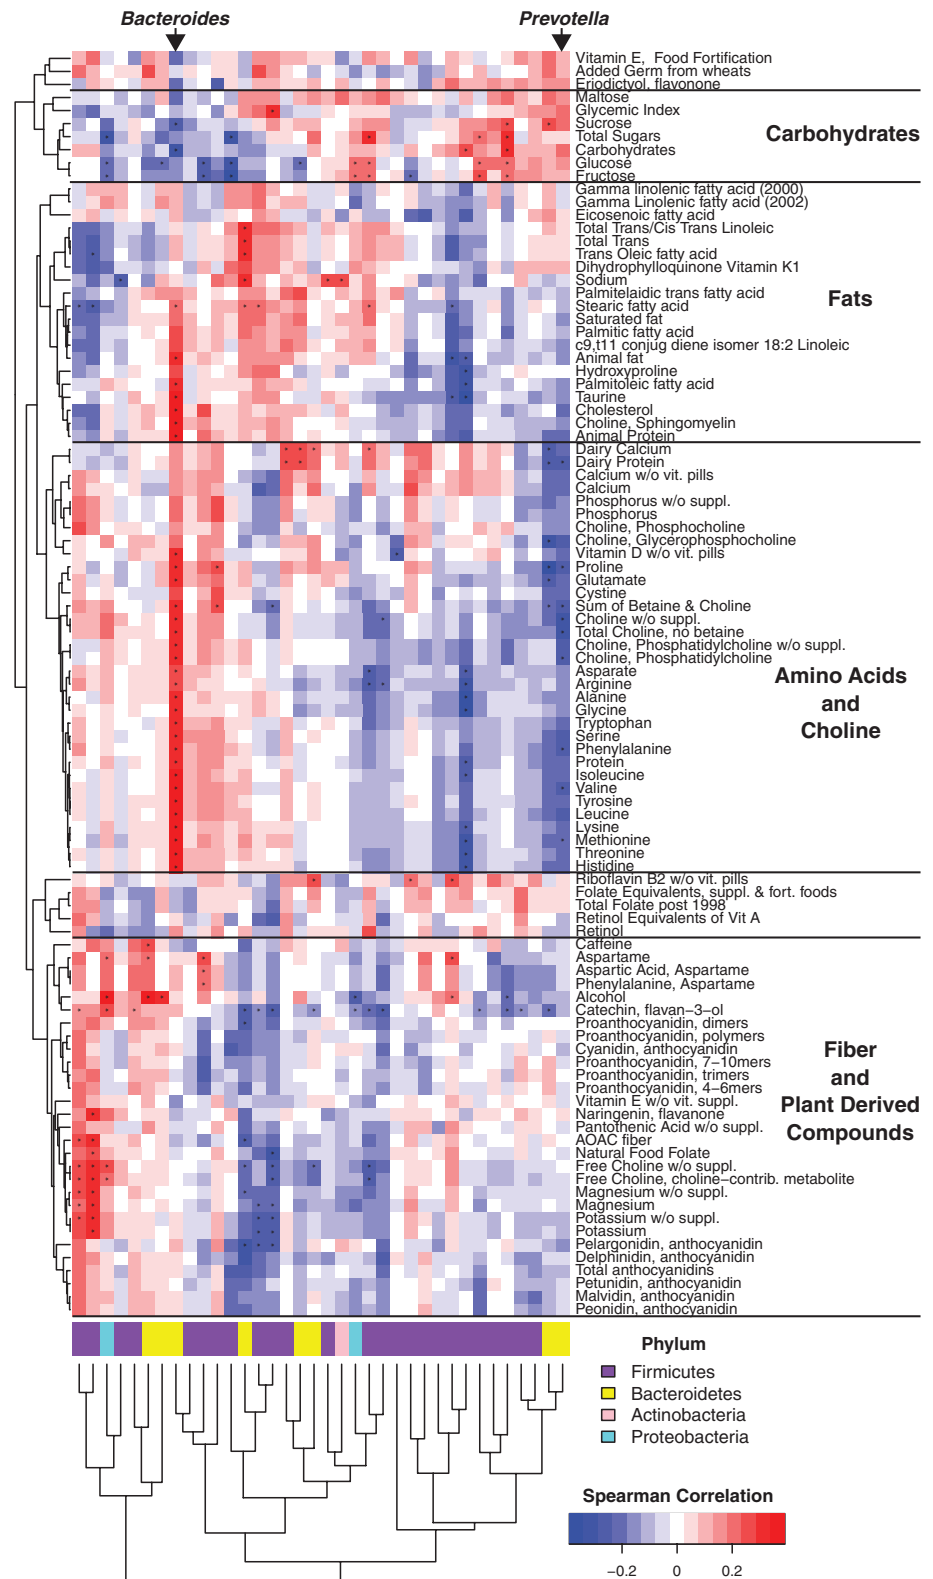 Bacteroides
Prevotella
Vitamin E, Food Fortification
Added Germ from wheats
Eriodictyol, flavonone
Maltose
Glycemic Index
Sucrose
Total Sugars
Carbohydrates
Glucose
Fructose
Carbohydrates
Gamma linolenic fatty acid (2000)
Gamma Linolenic fatty acid (2002)
Eicosenoic fatty acid
Total Trans/Cis Trans Linoleic
Total Trans
Trans Oleic fatty acid
Dihydrophylloquinone Vitamin K1
Sodium
Palmitelaidic trans fatty acid
Stearic fatty acid
Saturated fat
Palmitic fatty acid
c9,t11 conjug diene isomer 18:2 Linoleic
Animal fat
Hydroxyproline
Palmitoleic fatty acid
Taurine
Cholesterol
Choline, Sphingomyelin
Animal Protein
Fats
Dairy Calcium
Dairy Protein
Calcium w/o vit. pills
Calcium
Phosphorus w/o suppl.
Phosphorus
Choline, Phosphocholine
Choline, Glycerophosphocholine
Vitamin D w/o vit. pills
Proline
Glutamate
Cystine
Sum of Betaine & Choline
Choline w/o suppl.
Total Choline, no betaine
Choline, Phosphatidylcholine w/o suppl.
Choline, Phosphatidylcholine
Asparate
Arginine
Alanine
Glycine
Tryptophan
Serine
Phenylalanine
Protein
Isoleucine
Valine
Tyrosine
Leucine
Lysine
Methionine
Threonine
Histidine
Amino Acids
and
Choline
Riboflavin B2 w/o vit. pills
Folate Equivalents, suppl. & fort. foods
Total Folate post 1998
Retinol Equivalents of Vit A
Retinol
Caffeine
Aspartame
Aspartic Acid, Aspartame
Phenylalanine, Aspartame
Alcohol
Catechin, flavan−3−ol
Proanthocyanidin, dimers
Proanthocyanidin, polymers
Cyanidin, anthocyanidin
Proanthocyanidin, 7−10mers
Proanthocyanidin, trimers
Proanthocyanidin, 4−6mers
Vitamin E w/o vit. suppl.
Naringenin, flavanone
Pantothenic Acid w/o suppl.
AOAC fiber
Natural Food Folate
Free Choline w/o suppl.
Free Choline, choline−contrib. metabolite
Magnesium w/o suppl.
Magnesium
Potassium w/o suppl.
Potassium
Pelargonidin, anthocyanidin
Delphinidin, anthocyanidin
Total anthocyanidins
Petunidin, anthocyanidin
Malvidin, anthocyanidin
Peonidin, anthocyanidin
Fiber
and
Plant Derived
Compounds
Phylum
Firmicutes
Bacteroidetes
Actinobacteria
Proteobacteria
Spearman Correlation
−0.2 0 0.2